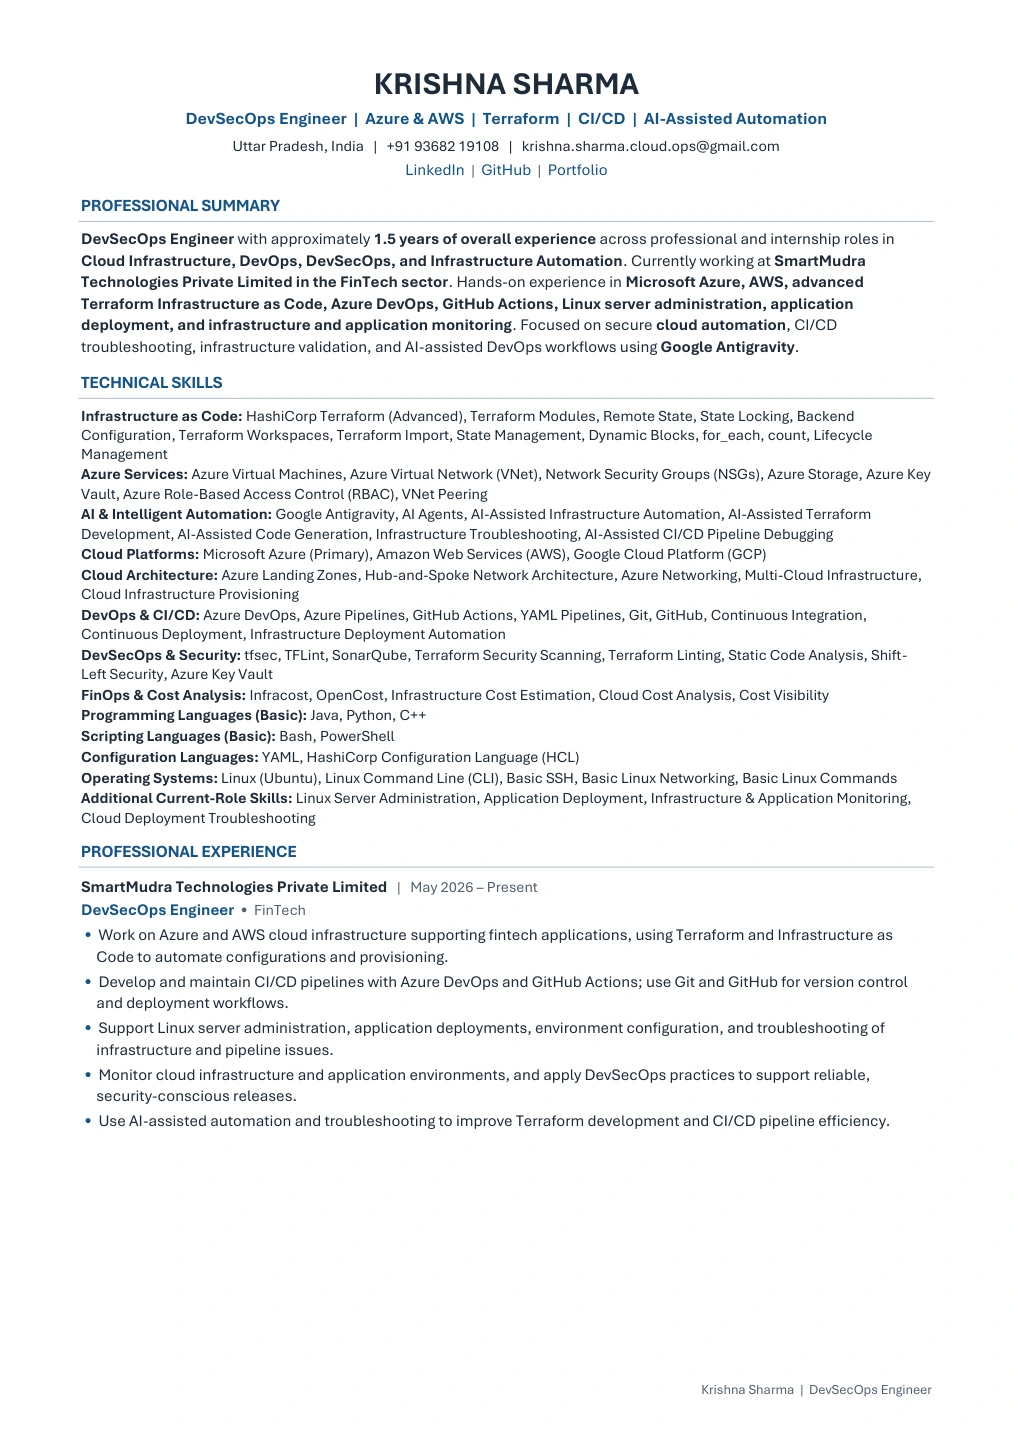 KRISHNA SHARMA
DevSecOps Engineer | Azure & AWS | Terraform | CI/CD | AI-Assisted Automation
Uttar Pradesh, India | +91 93682 19108 | krishna.sharma.cloud.ops@gmail.com
LinkedIn | GitHub | Portfolio
PROFESSIONAL SUMMARY
DevSecOps Engineer with approximately 1.5 years of overall experience across professional and internship roles in
Cloud Infrastructure, DevOps, DevSecOps, and Infrastructure Automation. Currently working at SmartMudra
Technologies Private Limited in the FinTech sector. Hands-on experience in Microsoft Azure, AWS, advanced
Terraform Infrastructure as Code, Azure DevOps, GitHub Actions, Linux server administration, application
deployment, and infrastructure and application monitoring. Focused on secure cloud automation, CI/CD
troubleshooting, infrastructure validation, and AI-assisted DevOps workflows using Google Antigravity.
TECHNICAL SKILLS
Infrastructure as Code: HashiCorp Terraform (Advanced), Terraform Modules, Remote State, State Locking, Backend
Configuration, Terraform Workspaces, Terraform Import, State Management, Dynamic Blocks, for_each, count, Lifecycle
Management
Azure Services: Azure Virtual Machines, Azure Virtual Network (VNet), Network Security Groups (NSGs), Azure Storage, Azure Key
Vault, Azure Role-Based Access Control (RBAC), VNet Peering
AI & Intelligent Automation: Google Antigravity, AI Agents, AI-Assisted Infrastructure Automation, AI-Assisted Terraform
Development, AI-Assisted Code Generation, Infrastructure Troubleshooting, AI-Assisted CI/CD Pipeline Debugging
Cloud Platforms: Microsoft Azure (Primary), Amazon Web Services (AWS), Google Cloud Platform (GCP)
Cloud Architecture: Azure Landing Zones, Hub-and-Spoke Network Architecture, Azure Networking, Multi-Cloud Infrastructure,
Cloud Infrastructure Provisioning
DevOps & CI/CD: Azure DevOps, Azure Pipelines, GitHub Actions, YAML Pipelines, Git, GitHub, Continuous Integration,
Continuous Deployment, Infrastructure Deployment Automation
DevSecOps & Security: tfsec, TFLint, SonarQube, Terraform Security Scanning, Terraform Linting, Static Code Analysis, Shift-
Left Security, Azure Key Vault
FinOps & Cost Analysis: Infracost, OpenCost, Infrastructure Cost Estimation, Cloud Cost Analysis, Cost Visibility
Programming Languages (Basic): Java, Python, C++
Scripting Languages (Basic): Bash, PowerShell
Configuration Languages: YAML, HashiCorp Configuration Language (HCL)
Operating Systems: Linux (Ubuntu), Linux Command Line (CLI), Basic SSH, Basic Linux Networking, Basic Linux Commands
Additional Current-Role Skills: Linux Server Administration, Application Deployment, Infrastructure & Application Monitoring,
Cloud Deployment Troubleshooting
PROFESSIONAL EXPERIENCE
SmartMudra Technologies Private Limited | May 2026 – Present
DevSecOps Engineer • FinTech
• Work on Azure and AWS cloud infrastructure supporting fintech applications, using Terraform and Infrastructure as
Code to automate configurations and provisioning.
• Develop and maintain CI/CD pipelines with Azure DevOps and GitHub Actions; use Git and GitHub for version control
and deployment workflows.
• Support Linux server administration, application deployments, environment configuration, and troubleshooting of
infrastructure and pipeline issues.
• Monitor cloud infrastructure and application environments, and apply DevSecOps practices to support reliable,
security-conscious releases.
• Use AI-assisted automation and troubleshooting to improve Terraform development and CI/CD pipeline efficiency.
Krishna Sharma | DevSecOps Engineer